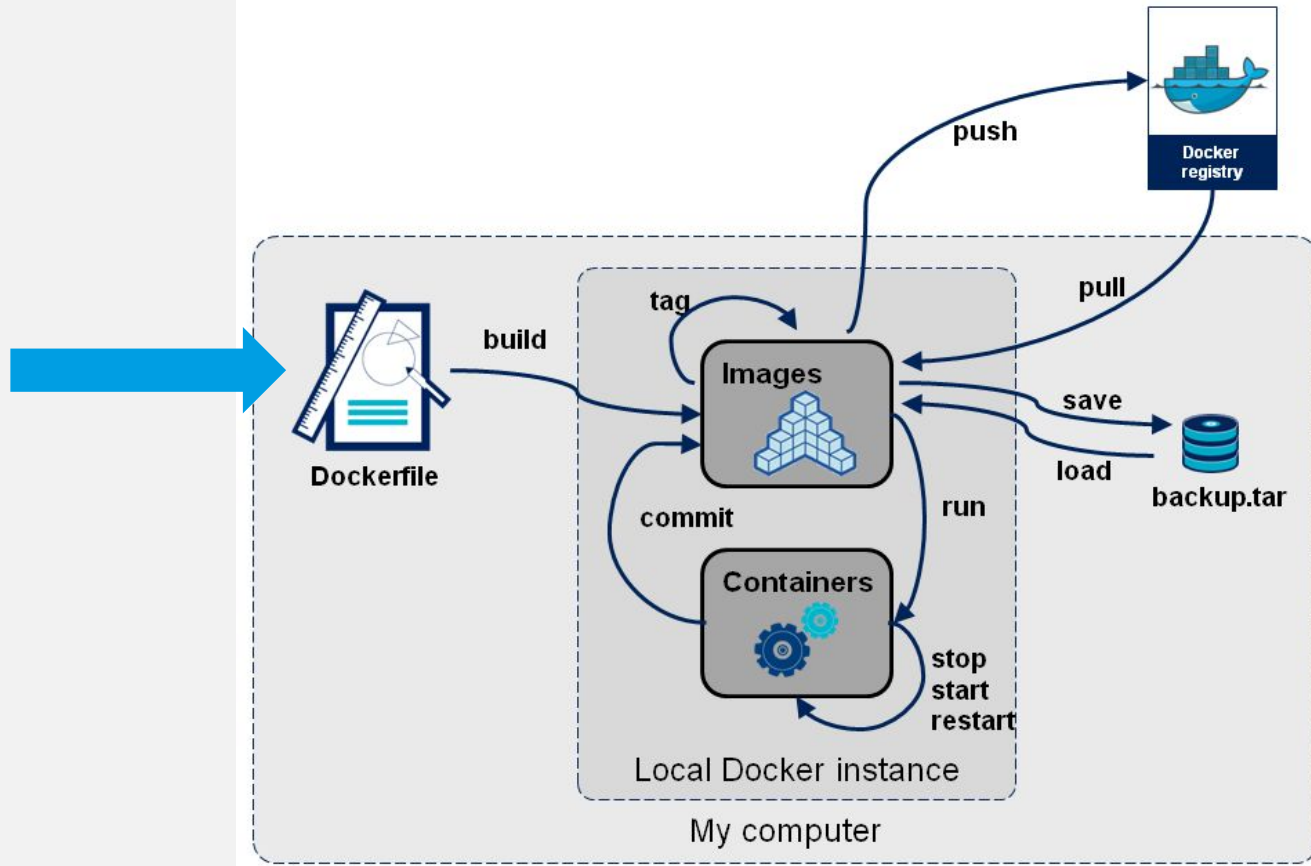 push
Docker
registry
tag
pull
build
Images
save
Dockerfile
load
backup.tar
commit
run
Containers
stop
start
restart
Local Docker instance
My computer